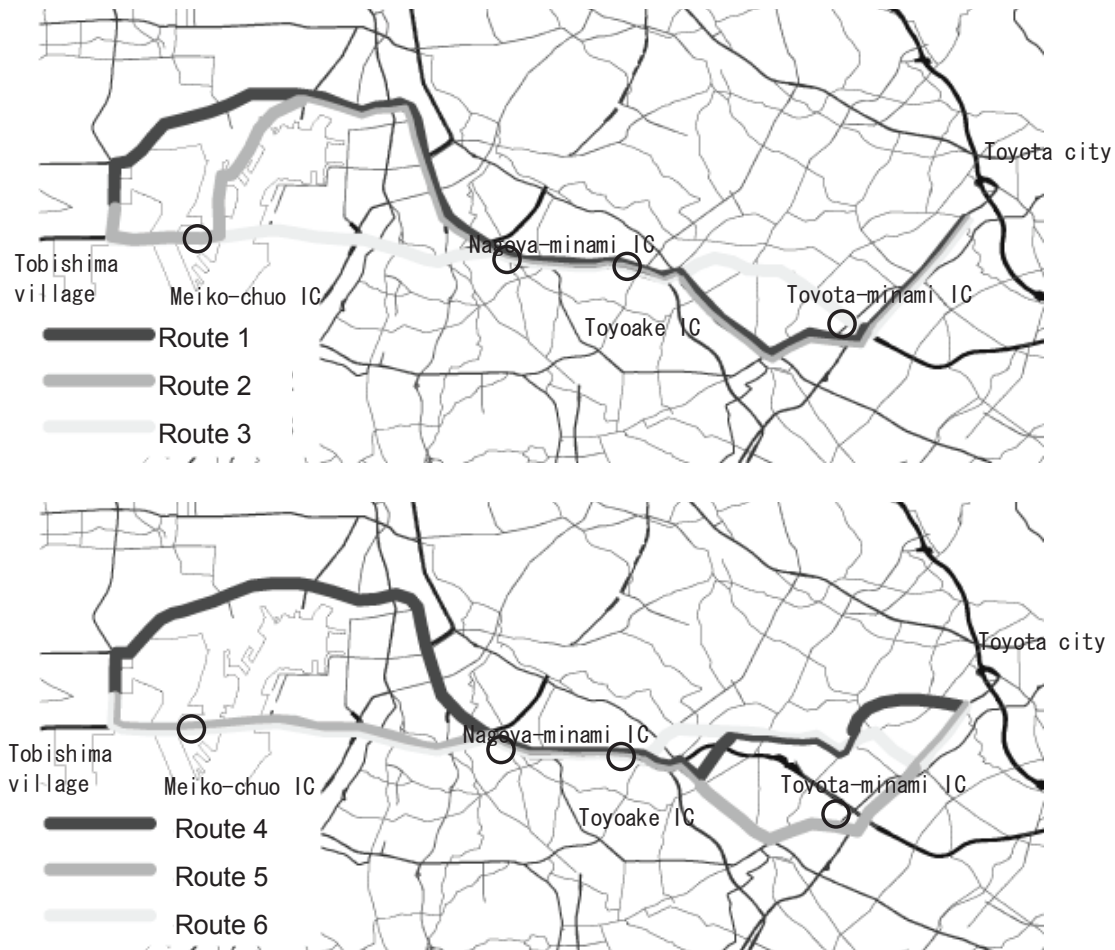 Toyota city
Nagoya-minami IC
Tobishima
village
Meiko-chuo IC
Toyota-minami IC
Toyoake IC
Route 1
Route 2
Route 3
Toyota city
Nagoya-minami IC
Tobishima
village
Meiko-chuo IC
Toyota-minami IC
Toyoake IC
Route 4
Route 5
Route 6